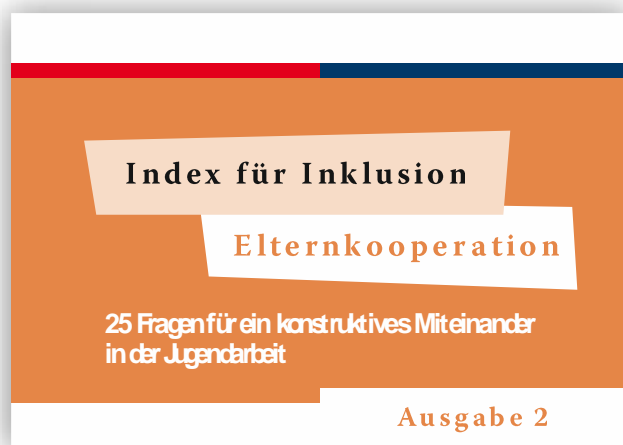 Index für Inklusion
Elternkooperation
25 Fragen für ein konstruktives Miteinander
in der Jugendarbeit
Ausgabe 2